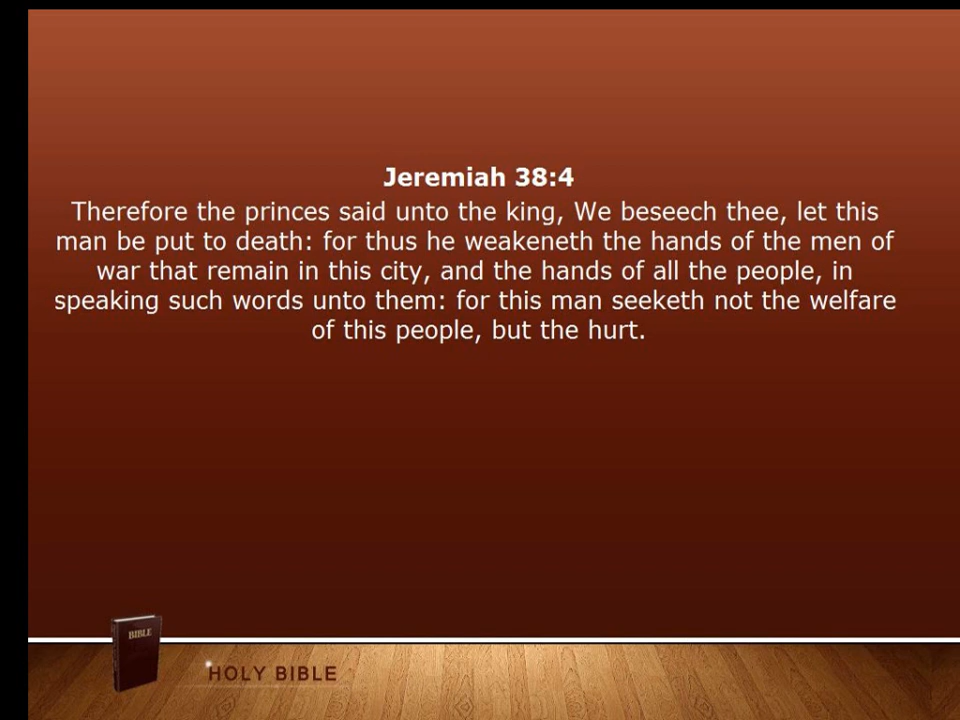 Jeremiah 38:4
Therefore the princes said unto the king, We beseech thee, let this
man be put to death: for thus he weakeneth the hands of the men of
war that remain in this city, and the hands of all the people, in
speaking such words unto them: for this man seeketh not the welfare
of this people, but the hurt.
BIBLE
HOLY BIBLE